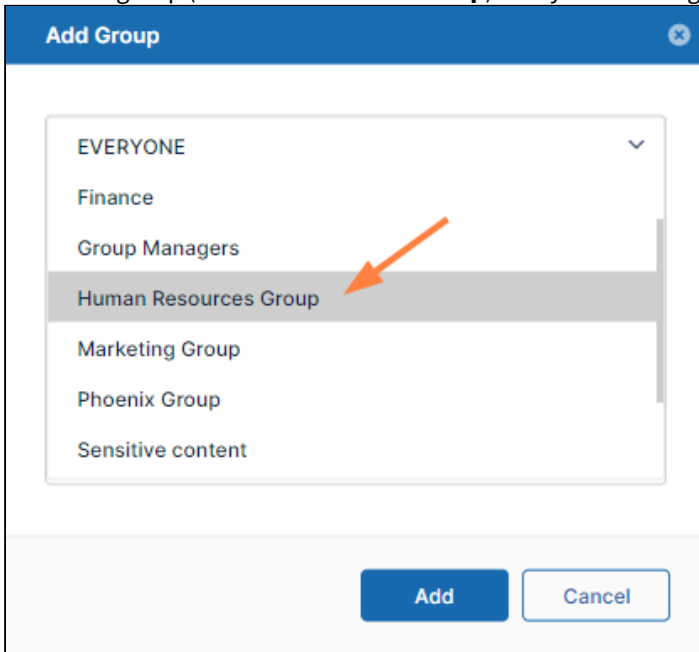 Add Group
EVERYONE
Finance
Group Managers
Human Resources Group
Marketing Group
Phoenix Group
Sensitive content
Add
Cancel